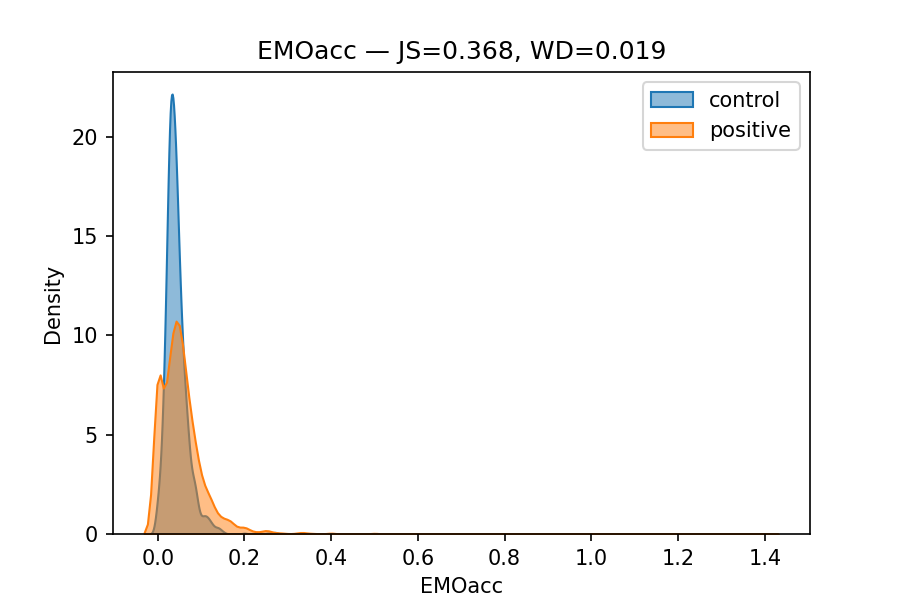 EMOacc — JS=0.368, WD=0.019
control
positive
Density
20
15
10
5
0
0.0 0.2 0.4 0.6 0.8 1.0 1.2 1.4
EMOacc